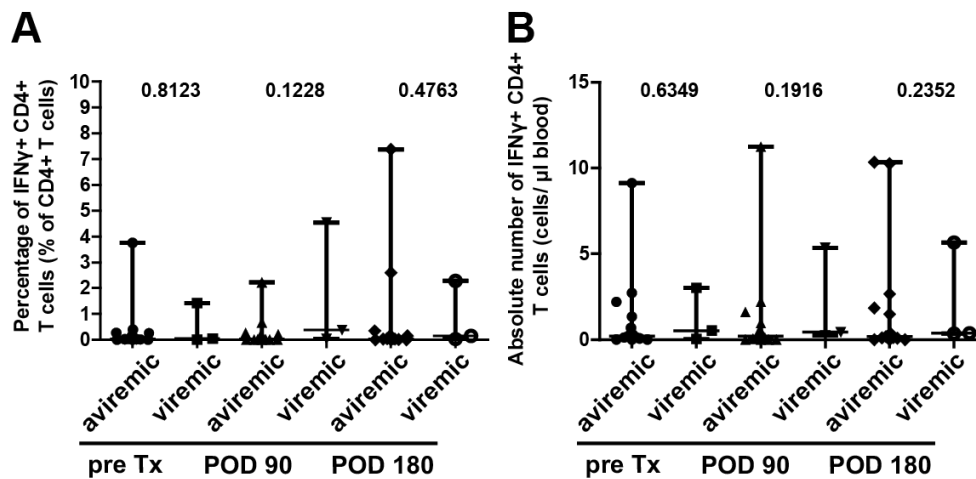 A
Percentage of IFNγ+ CD4+
T cells (% of CD4+ T cells)
10
9
8
7
6
5
4
3
2
1
0
0.8123
0.1228
0.4763
aviremic
viremic
aviremic
viremic
aviremic
viremic
pre Tx
POD 90
POD 180
B
Absolute number of IFNγ+ CD4+
T cells (cells/ µl blood)
15
10
5
0
0.6349
0.1916
0.2352
aviremic
viremic
aviremic
viremic
aviremic
viremic
pre Tx
POD 90
POD 180